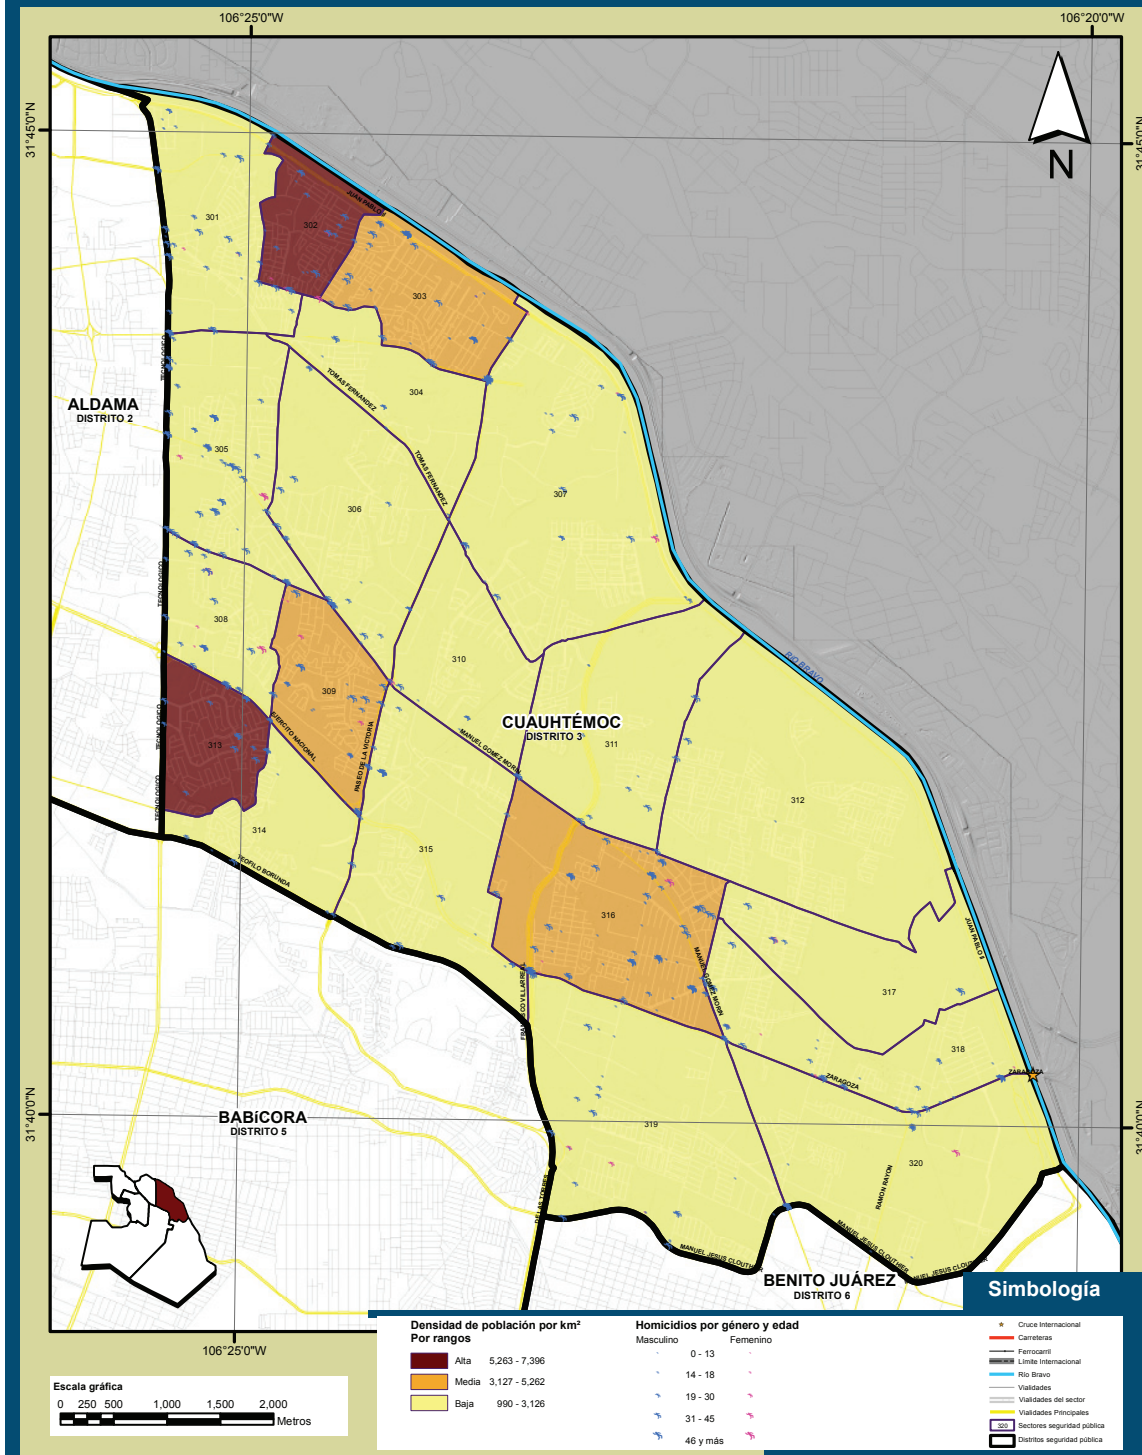 106°25'0"W
106°20'0"W
31°45'0"N
31°45'0"N
N
JUAN PABLO II
301
302
303
TECNOLOGICO
304
TOMAS FERNANDEZ
ALDAMA
DISTRITO 2
305
TOMAS FERNANDEZ
306
307
TECNOLOGICO
308
310
RIO BRAVO
309
CUAUHTÉMOC
DISTRITO 3
311
TECNOLOGICO
313
EJERCITO NACIONAL
PASEO DE LA VICTORIA
MANUEL GOMEZ MORIN
312
TECNOLOGICO
314
315
TEOFILO BORUNDA
316
JUAN PABLO II
MANUEL GOMEZ MORIN
317
FRANCISCO VILLARREAL
318
ZARAGOZA
ZARAGOZA
31°40'0"N
31°40'0"N
BABíCORA
DISTRITO 5
319
320
RAMON RAYON
DE LAS TORRES
MANUEL JESUS CLOUTHIER
MANUEL JESUS CLOUTHIER
MANUEL JESUS CLOUTHIER
BENITO JUÁREZ
DISTRITO 6
Simbología
106°25'0"W
Escala gráfica
0 250 500 1,000 1,500 2,000
Metros
Densidad de población por km²
Por rangos
Alta 5,263 - 7,396
Media 3,127 - 5,262
Baja 990 - 3,126
Homicidios por género y edad
Masculino Femenino
0 - 13
14 - 18
19 - 30
31 - 45
46 y más
Cruce Internacional
Carreteras
Ferrocarril
Límite Internacional
Río Bravo
Vialidades
Vialidades del sector
Vialidades Principales
320 Sectores seguridad pública
Distritos seguridad pública